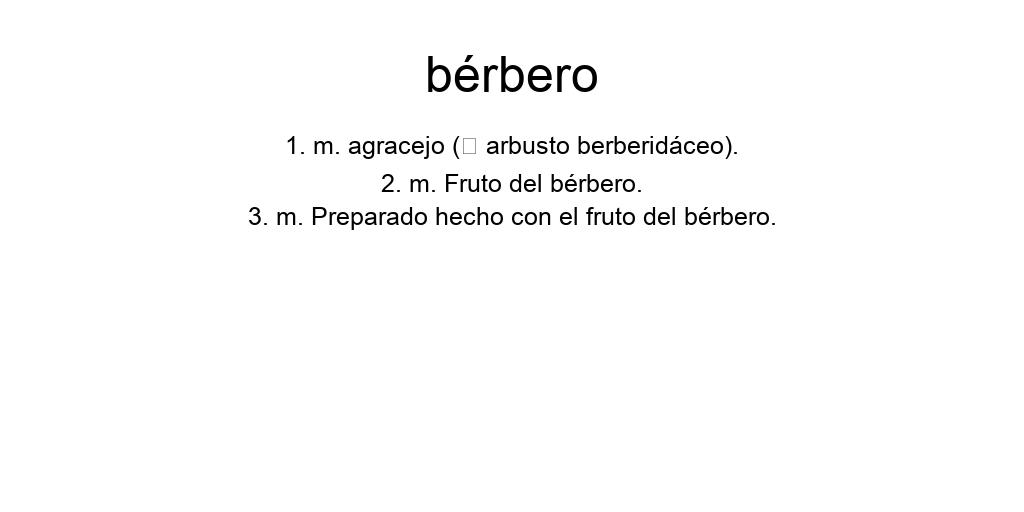 bérbero
1. m. agracejo (□ arbusto berberidáceo).
2. m. Fruto del bérbero.
3. m. Preparado hecho con el fruto del bérbero.